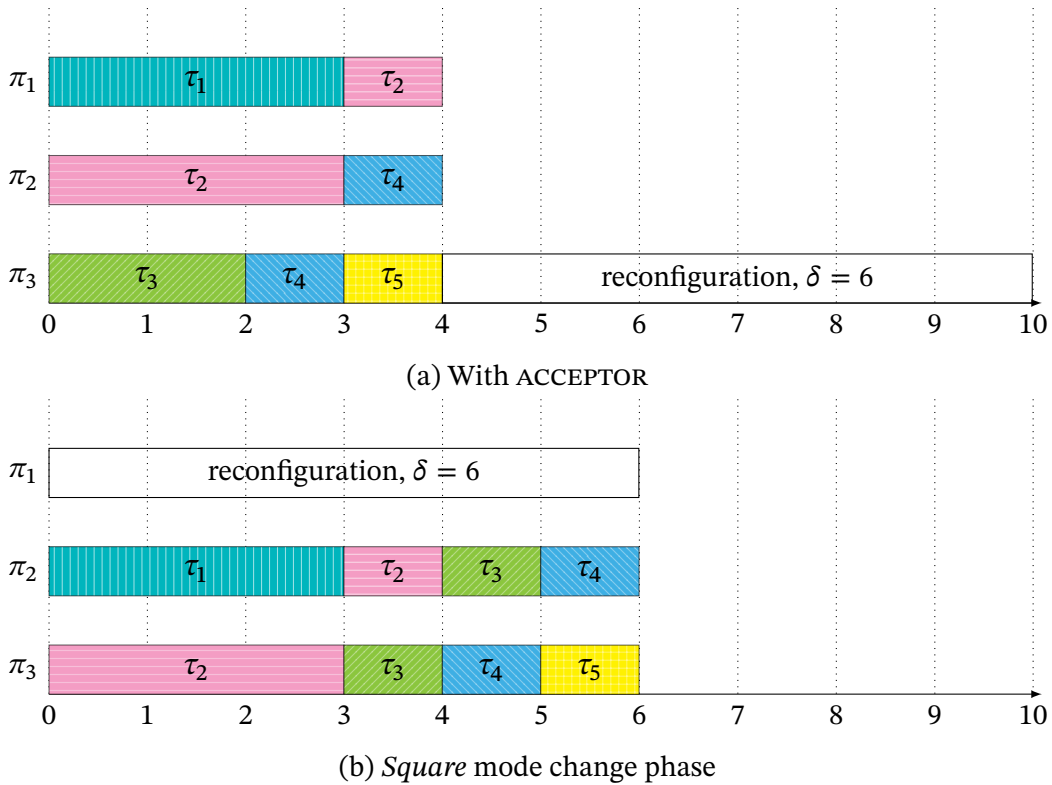 π1 τ1 τ2
π2 τ2 τ4
π3 τ3 τ4 τ5 reconfiguration, δ = 6
0 1 2 3 4 5 6 7 8 9 10
(a) With ACCEPTOR
π1 reconfiguration, δ = 6
π2 τ1 τ2 τ3 τ4
π3 τ2 τ3 τ4 τ5
0 1 2 3 4 5 6 7 8 9 10
(b) Square mode change phase